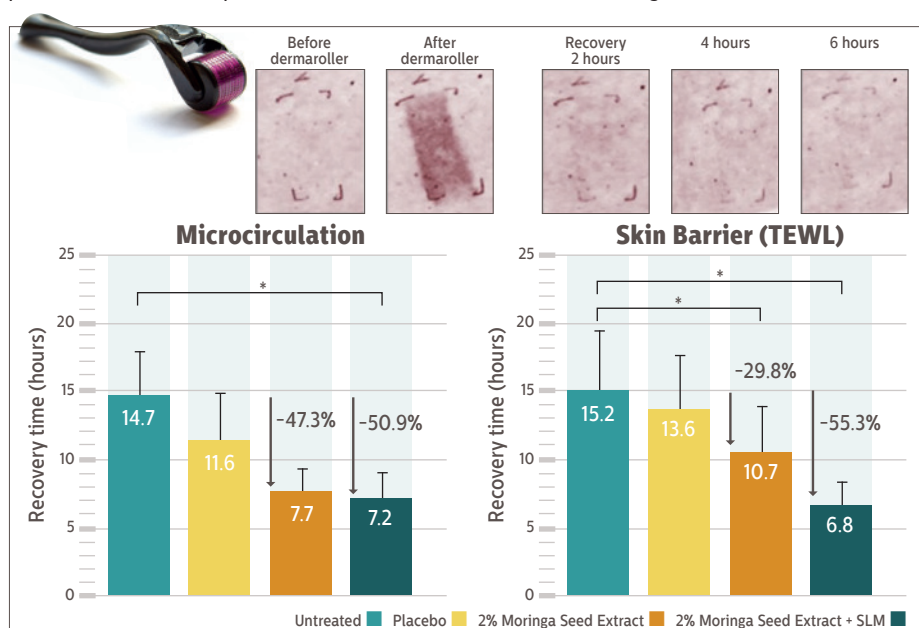 Before
dermaroller
After
dermaroller
Recovery
2 hours
4 hours
6 hours
Microcirculation
Recovery time (hours)
25
20
15
10
5
0
*
14.7
11.6
-47.3%
7.7
-50.9%
7.2
Skin Barrier (TEWL)
Recovery time (hours)
25
20
15
10
5
0
*
*
15.2
13.6
-29.8%
10.7
-55.3%
6.8
Untreated Placebo 2% Moringa Seed Extract 2% Moringa Seed Extract + SLM